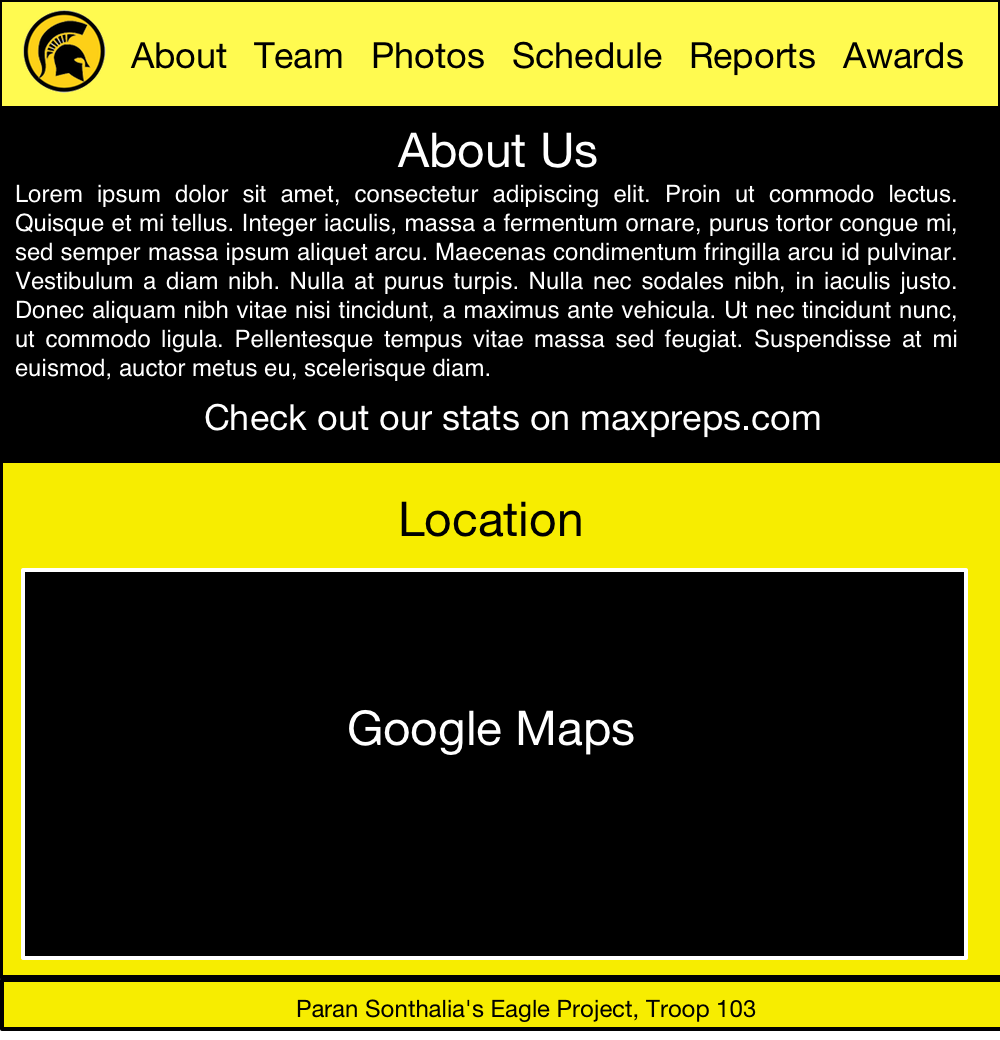 About Team Photos Schedule Reports Awards
About Us
Lorem ipsum dolor sit amet, consectetur adipiscing elit. Proin ut commodo lectus.
Quisque et mi tellus. Integer iaculis, massa a fermentum ornare, purus tortor congue mi,
sed semper massa ipsum aliquet arcu. Maecenas condimentum fringilla arcu id pulvinar.
Vestibulum a diam nibh. Nulla at purus turpis. Nulla nec sodales nibh, in iaculis justo.
Donec aliquam nibh vitae nisi tincidunt, a maximus ante vehicula. Ut nec tincidunt nunc,
ut commodo ligula. Pellentesque tempus vitae massa sed feugiat. Suspendisse at mi
euismod, auctor metus eu, scelerisque diam.
Check out our stats on maxpreps.com
Location
Google Maps
Paran Sonthalia's Eagle Project, Troop 103